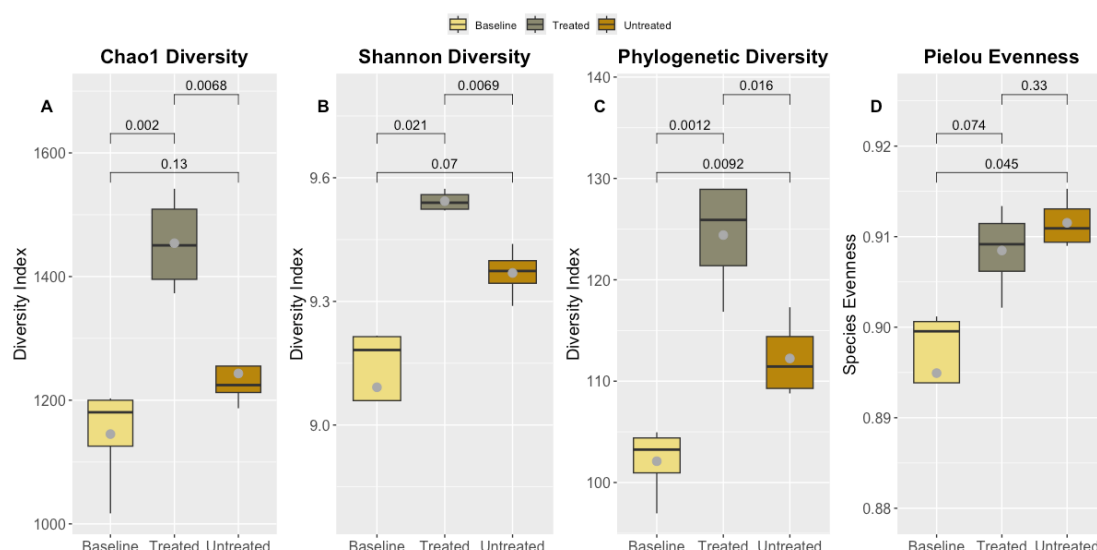 Baseline Treated Untreated
Chao1 Diversity
A
0.0068
0.002
0.13
1600
1400
1200
1000
Diversity Index
Baseline Treated Untreated
Shannon Diversity
B
0.0069
0.021
0.07
9.6
9.3
9.0
Diversity Index
Baseline Treated Untreated
Phylogenetic Diversity
C
0.016
0.0012
0.0092
140
130
120
110
100
Diversity Index
Baseline Treated Untreated
Pielou Evenness
D
0.33
0.074
0.045
0.92
0.91
0.90
0.89
0.88
Species Evenness
Baseline Treated Untreated